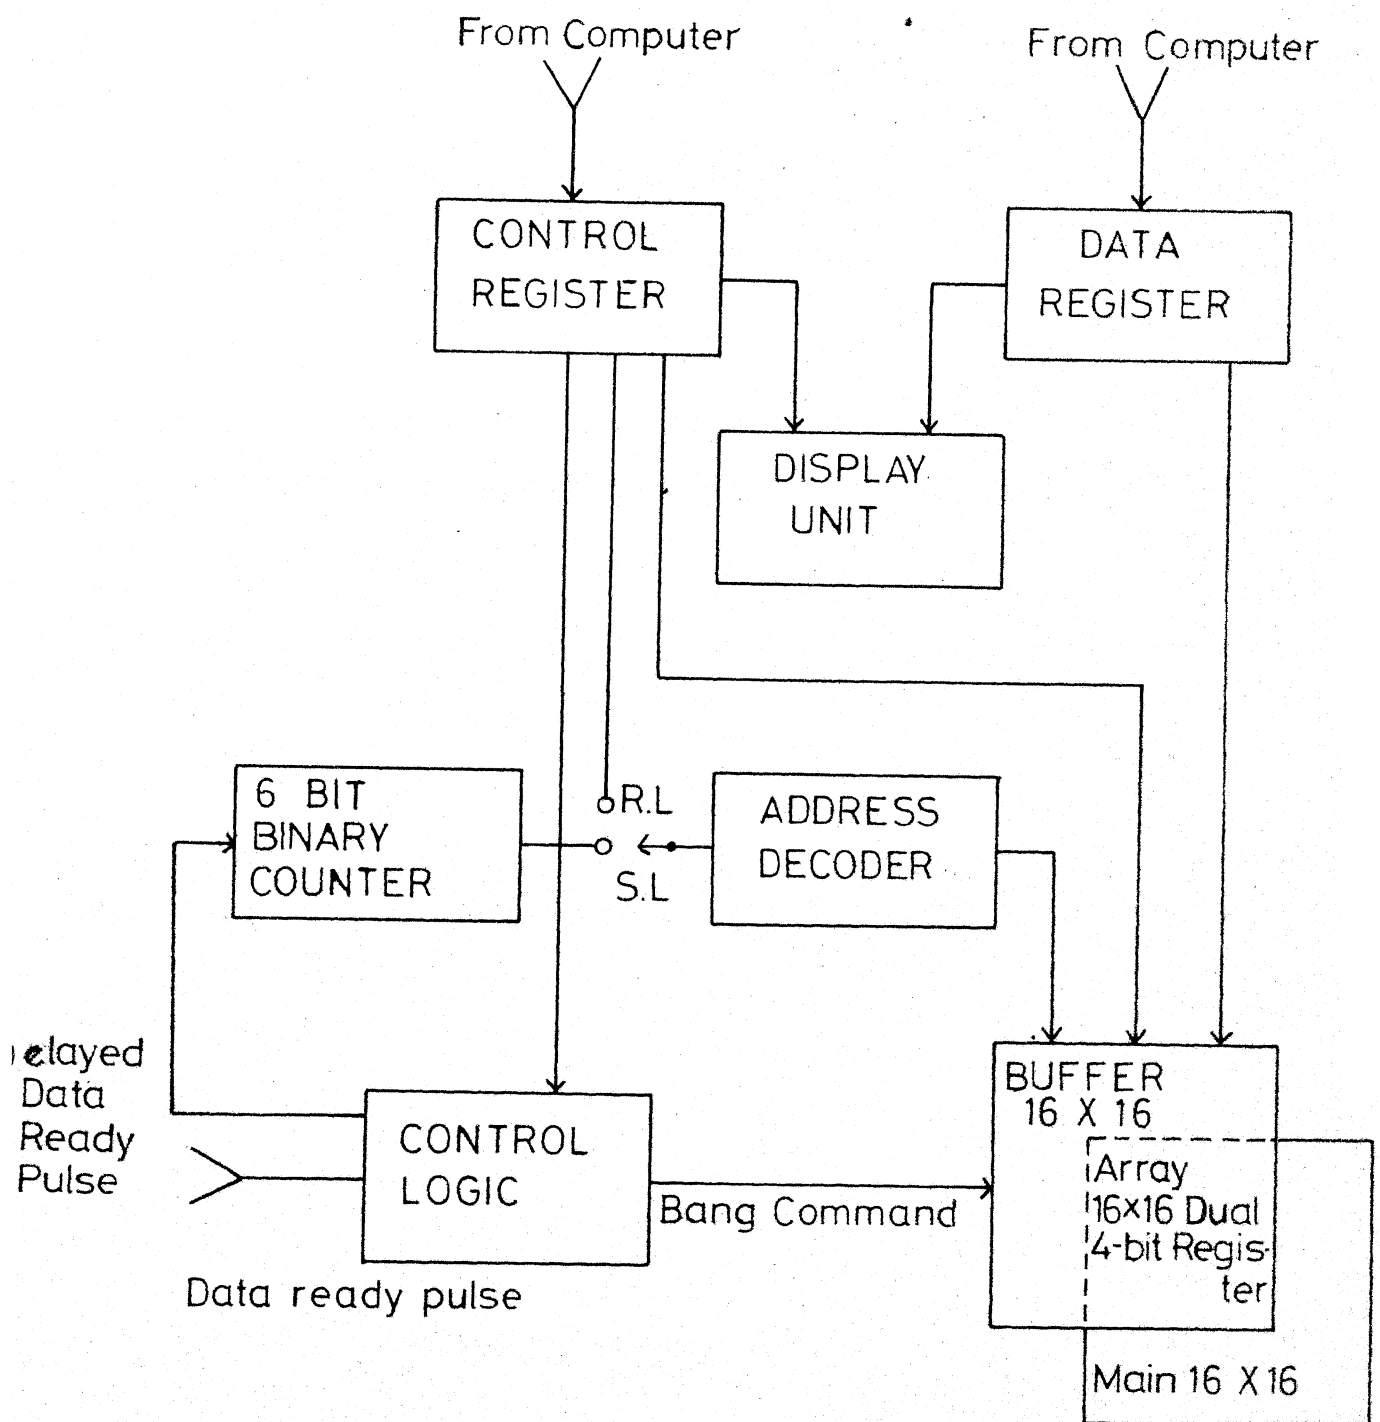 From Computer
From Computer
CONTROL
REGISTER
DATA
REGISTER
DISPLAY
UNIT
6 BIT
BINARY
COUNTER
R.L
S.L
ADDRESS
DECODER
elayed
Data
Ready
Pulse
CONTROL
LOGIC
Bang Command
Data ready pulse
BUFFER
16 X 16
Array
16x16 Dual
4-bit Regis-
ter
Main 16 X 16